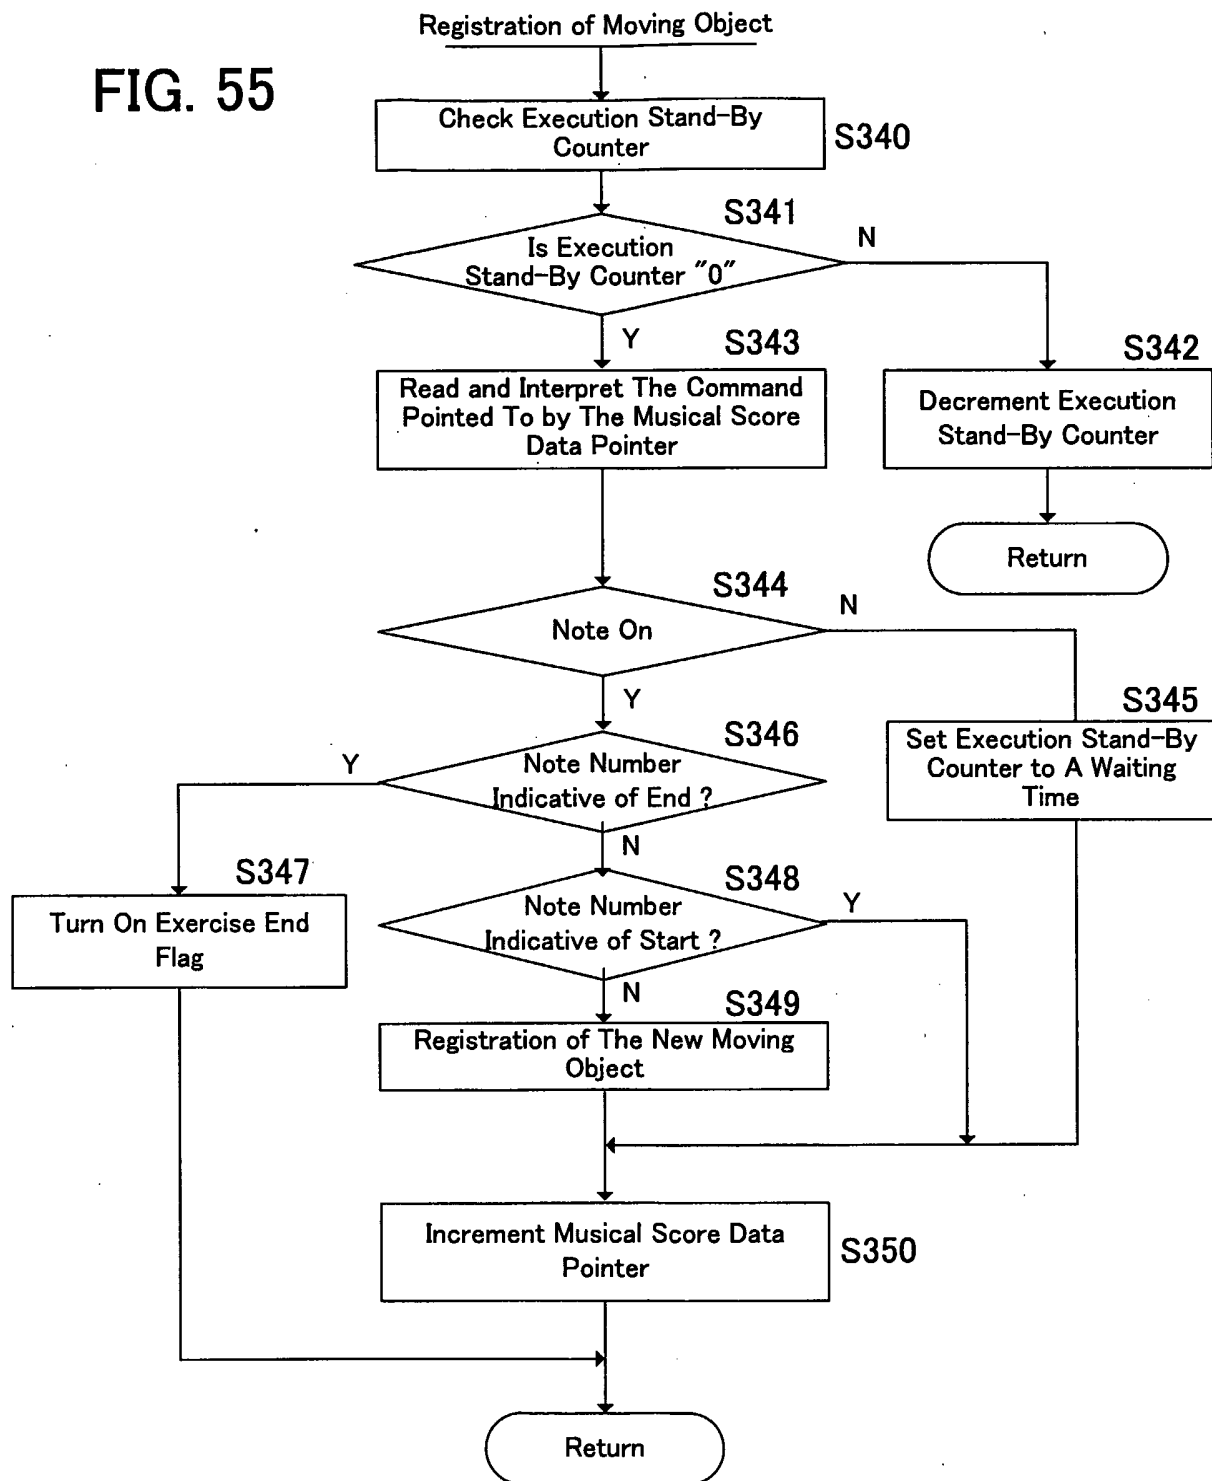 Registration of Moving Object
FIG. 55
Check Execution Stand-By
Counter
S340
S341
Is Execution
Stand-By Counter "0"
N
Y
S343
Read and Interpret The Command
Pointed To by The Musical Score
Data Pointer
S342
Decrement Execution
Stand-By Counter
Return
S344
Note On
N
Y
S345
Set Execution Stand-By
Counter to A Waiting
Time
S346
Note Number
Indicative of End ?
Y
N
S347
Turn On Exercise End
Flag
S348
Note Number
Indicative of Start ?
Y
N
S349
Registration of The New Moving
Object
Increment Musical Score Data
Pointer
S350
Return